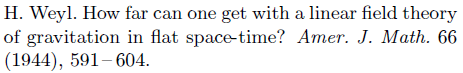 H. Weyl. How far can one get with a linear field theory
of gravitation in flat space-time? Amer. J. Math. 66
(1944), 591–604.